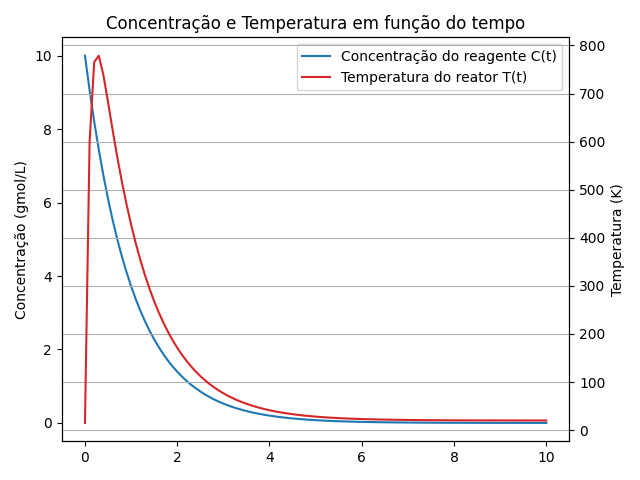 Concentração e Temperatura em função do tempo
Concentração do reagente C(t)
Temperatura do reator T(t)
Concentração (gmol/L)
10
8
6
4
2
0
800
700
600
500
400
300
200
100
0
Temperatura (K)
0 2 4 6 8 10